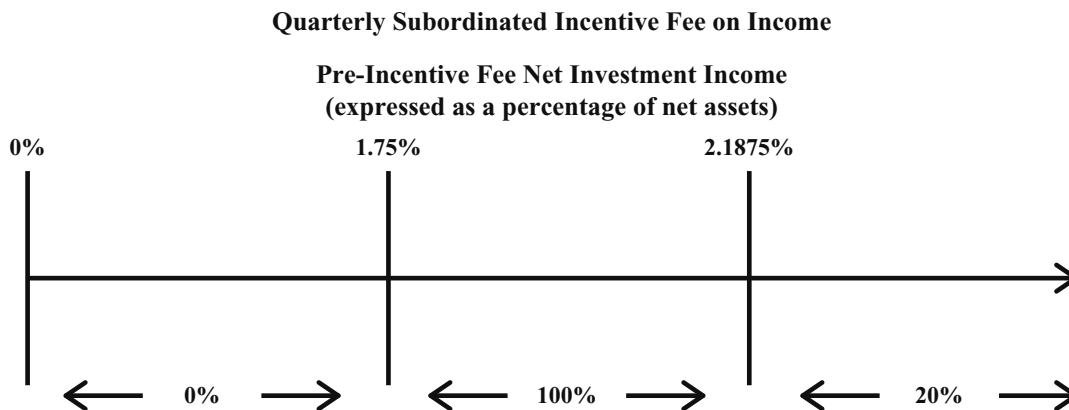 Quarterly Subordinated Incentive Fee on Income
Pre-Incentive Fee Net Investment Income
(expressed as a percentage of net assets)
0% 1.75% 2.1875%
0% 100% 20%